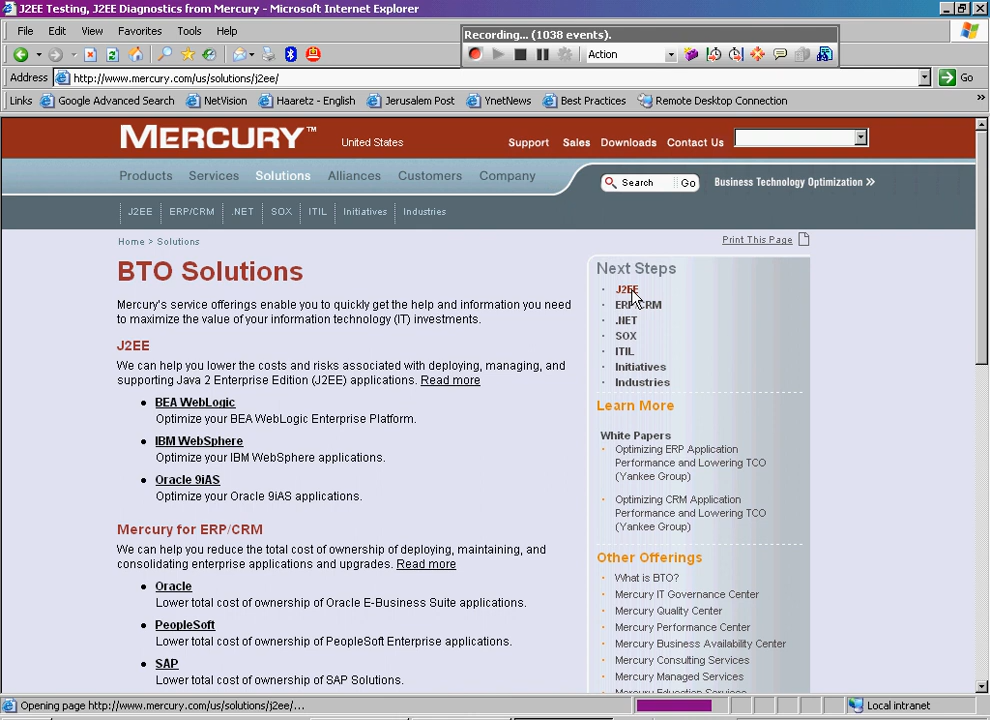 J2EE Testing, J2EE Diagnostics from Mercury - Microsoft Internet Explorer
File Edit View Favorites Tools Help
Recording... (1038 events).
Action
Address http://www.mercury.com/us/solutions/j2ee/ Go
Links Google Advanced Search NetVision Haaretz - English Jerusalem Post YnetNews Best Practices Remote Desktop Connection »
MERCURY™ United States Support Sales Downloads Contact Us
Products Services Solutions Alliances Customers Company Search Go Business Technology Optimization >>
J2EE ERP/CRM .NET SOX ITIL Initiatives Industries
Home > Solutions
Print This Page
BTO Solutions
Mercury's service offerings enable you to quickly get the help and information you need
to maximize the value of your information technology (IT) investments.
J2EE
We can help you lower the costs and risks associated with deploying, managing, and
supporting Java 2 Enterprise Edition (J2EE) applications. Read more
• BEA WebLogic
Optimize your BEA WebLogic Enterprise Platform.
• IBM WebSphere
Optimize your IBM WebSphere applications.
• Oracle 9iAS
Optimize your Oracle 9iAS applications.
Mercury for ERP/CRM
We can help you reduce the total cost of ownership of deploying, maintaining, and
consolidating enterprise applications and upgrades. Read more
• Oracle
Lower total cost of ownership of Oracle E-Business Suite applications.
• PeopleSoft
Lower total cost of ownership of PeopleSoft Enterprise applications.
• SAP
Lower total cost of ownership of SAP Solutions.
Next Steps
J2EE
ERP/CRM
.NET
SOX
ITIL
Initiatives
Industries
Learn More
White Papers
Optimizing ERP Application
Performance and Lowering TCO
(Yankee Group)
Optimizing CRM Application
Performance and Lowering TCO
(Yankee Group)
Other Offerings
What is BTO?
Mercury IT Governance Center
Mercury Quality Center
Mercury Performance Center
Mercury Business Availability Center
Mercury Consulting Services
Mercury Managed Services
Mercury Education Services
Opening page http://www.mercury.com/us/solutions/j2ee/...
Local intranet